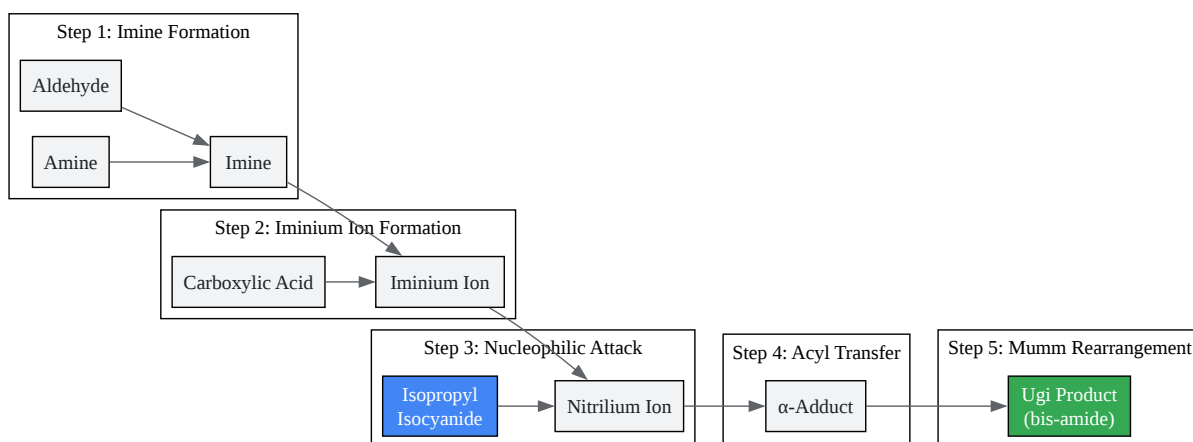 Step 1: Imine Formation
Aldehyde
Amine
Imine
Step 2: Iminium Ion Formation
Carboxylic Acid
Iminium Ion
Step 3: Nucleophilic Attack
Isopropyl
Isocyanide
Nitrilium Ion
Step 4: Acyl Transfer
α-Adduct
Step 5: Mumm Rearrangement
Ugi Product
(bis-amide)